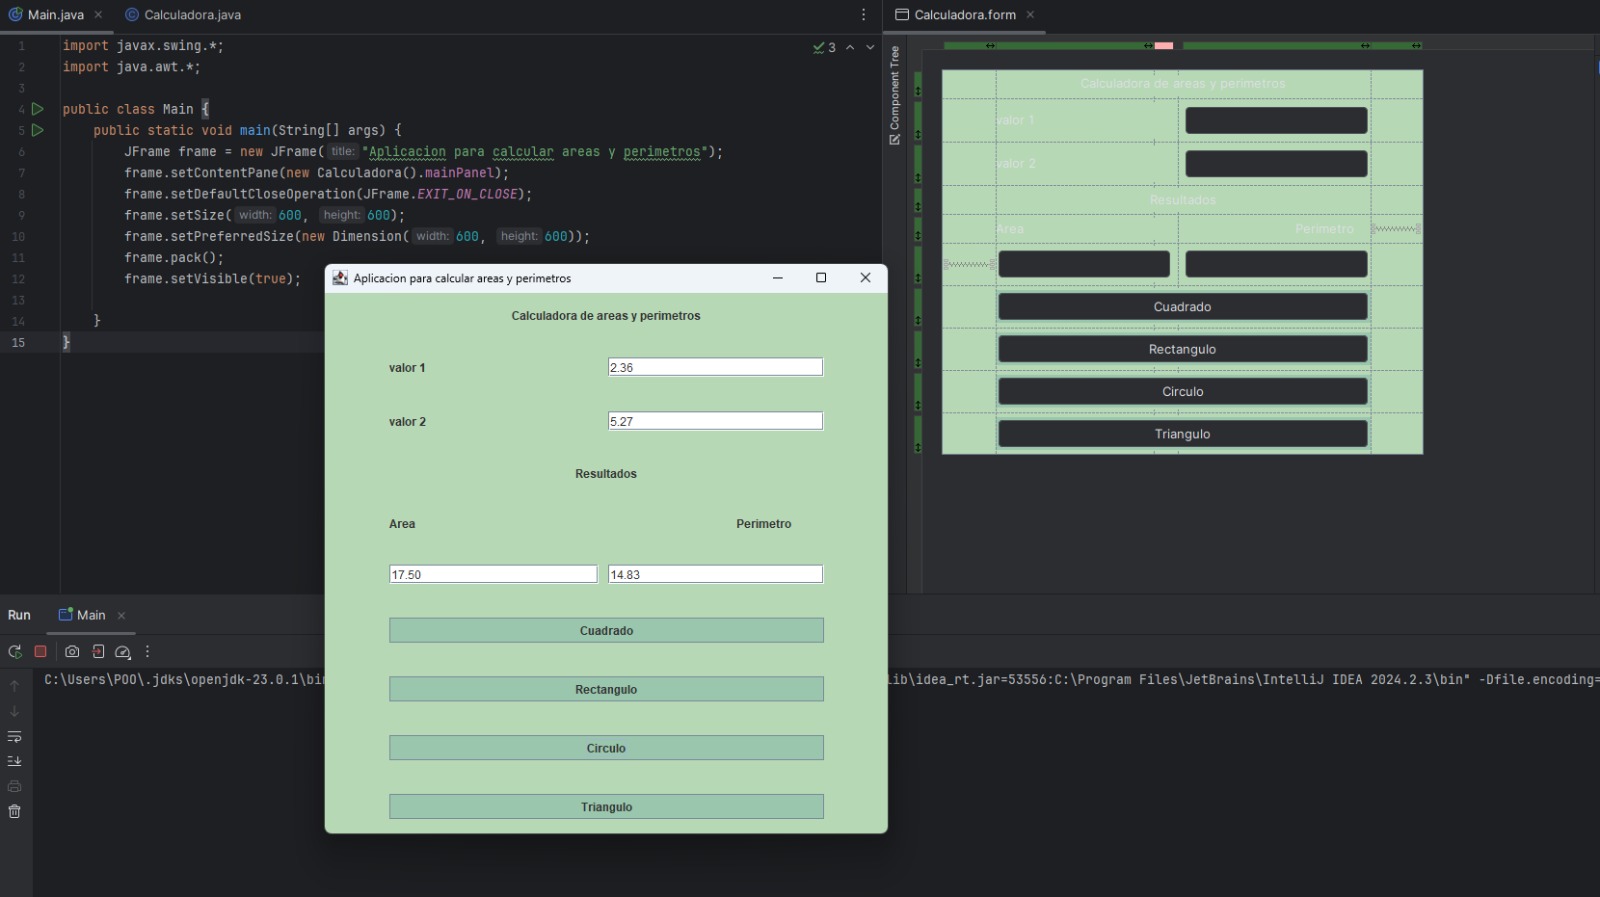 Main.java
Calculadora.java
Calculadora.form
1 import javax.swing.*;
3
2 import java.awt.*;
3
4 public class Main {
5 public static void main(String[] args) {
6 JFrame frame = new JFrame( title: "Aplicacion para calcular areas y perimetros");
7 frame.setContentPane(new Calculadora().mainPanel);
8 frame.setDefaultCloseOperation(JFrame.EXIT_ON_CLOSE);
9 frame.setSize( width: 600, height: 600);
10 frame.setPreferredSize(new Dimension( width: 600, height: 600));
11 frame.pack();
12 frame.setVisible(true);
13
14 }
15 }
Component Tree
Calculadora de areas y perimetros
valor 1
valor 2
Resultados
Area Perimetro
Cuadrado
Rectangulo
Circulo
Triangulo
Aplicacion para calcular areas y perimetros
Calculadora de areas y perimetros
valor 1 2.36
valor 2 5.27
Resultados
Area Perimetro
17.50 14.83
Cuadrado
Rectangulo
Circulo
Triangulo
Run Main
C:\Users\POO\.jdks\openjdk-23.0.1\bin
lib\idea_rt.jar=53556:C:\Program Files\JetBrains\IntelliJ IDEA 2024.2.3\bin" -Dfile.encoding=